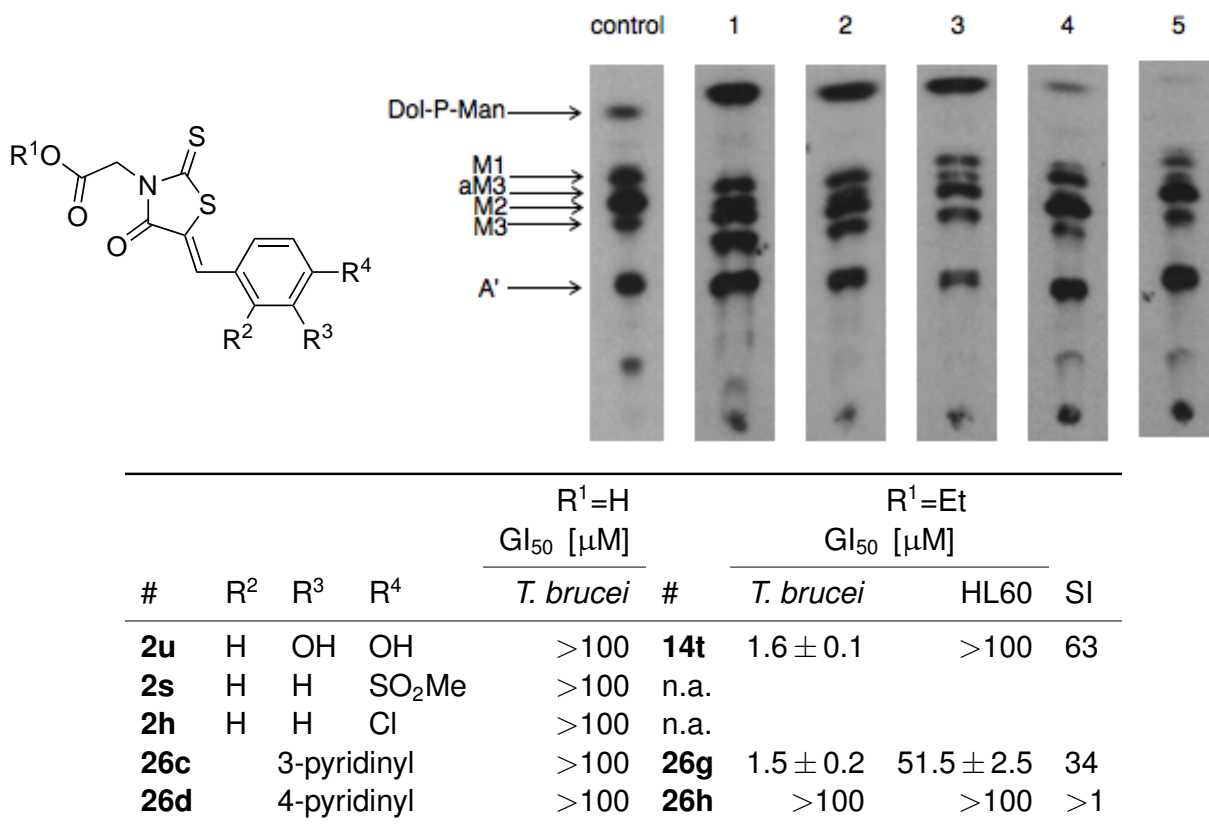 control 1 2 3 4 5
Dol-P-Man
M1
aM3
M2
M3
A'
R¹O
O
N
S
S
O
R⁴
R²
R³
R¹=H R¹=Et
GI₅₀ [µM] GI₅₀ [µM]
# R² R³ R⁴ T. brucei # T. brucei HL60 SI
2u H OH OH >100 14t 1.6 ± 0.1 >100 63
2s H H SO₂Me >100 n.a.
2h H H Cl >100 n.a.
26c 3-pyridinyl >100 26g 1.5 ± 0.2 51.5 ± 2.5 34
26d 4-pyridinyl >100 26h >100 >100 >1